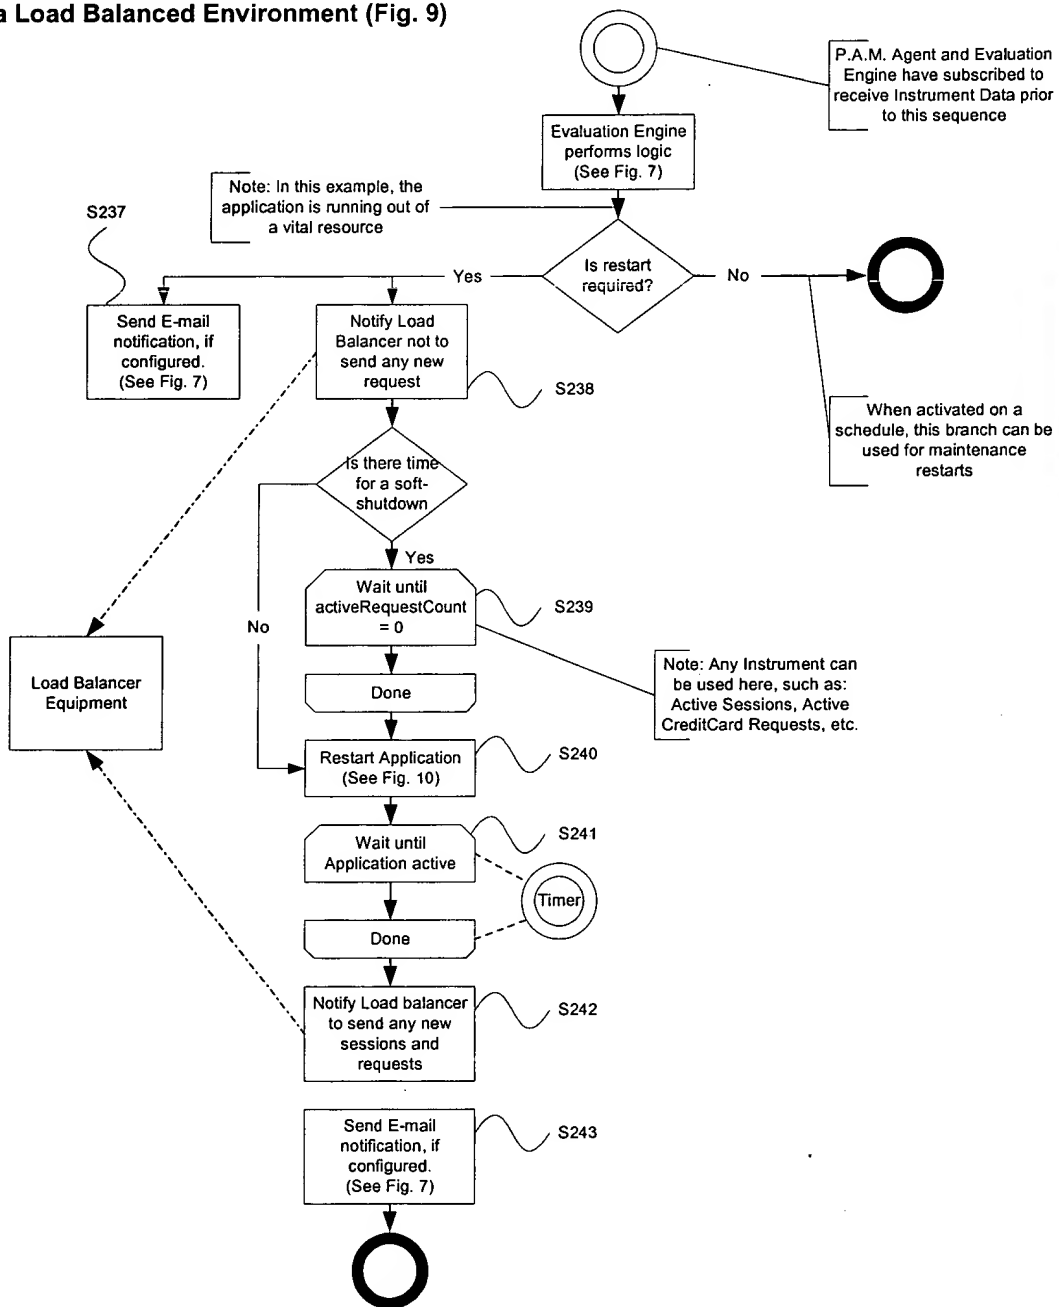 a Load Balanced Environment (Fig. 9)
P.A.M. Agent and Evaluation
Engine have subscribed to
receive Instrument Data prior
to this sequence
Evaluation Engine
performs logic
(See Fig. 7)
Note: In this example, the
application is running out of
a vital resource
S237
Is restart
required?
Yes
No
Send E-mail
notification, if
configured.
(See Fig. 7)
Notify Load
Balancer not to
send any new
request
S238
When activated on a
schedule, this branch can be
used for maintenance
restarts
Is there time
for a soft-
shutdown
Yes
No
Wait until
activeRequestCount
= 0
S239
Note: Any Instrument can
be used here, such as:
Active Sessions, Active
CreditCard Requests, etc.
Load Balancer
Equipment
Done
Restart Application
(See Fig. 10)
S240
Wait until
Application active
S241
Timer
Done
Notify Load balancer
to send any new
sessions and
requests
S242
Send E-mail
notification, if
configured.
(See Fig. 7)
S243